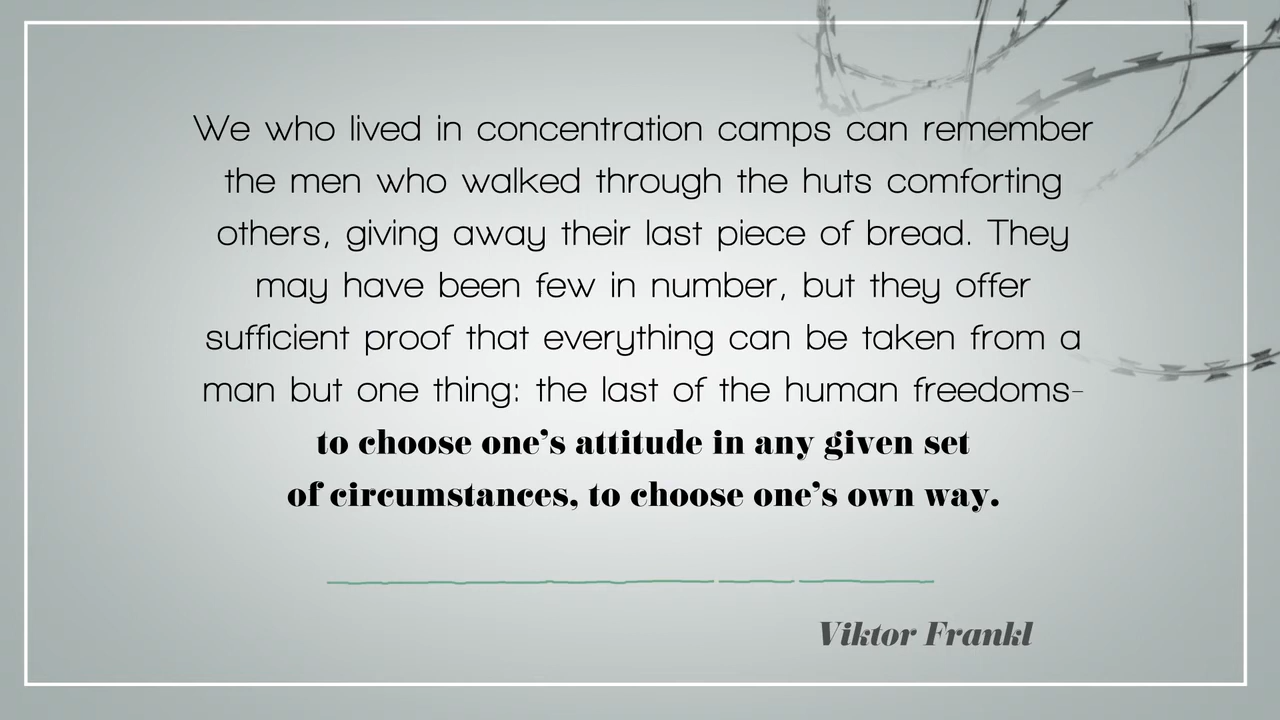 We who lived in concentration camps can remember
the men who walked through the huts comforting
others, giving away their last piece of bread. They
may have been few in number, but they offer
sufficient proof that everything can be taken from a
man but one thing: the last of the human freedoms-
to choose one’s attitude in any given set
of circumstances, to choose one’s own way.
Viktor Frankl